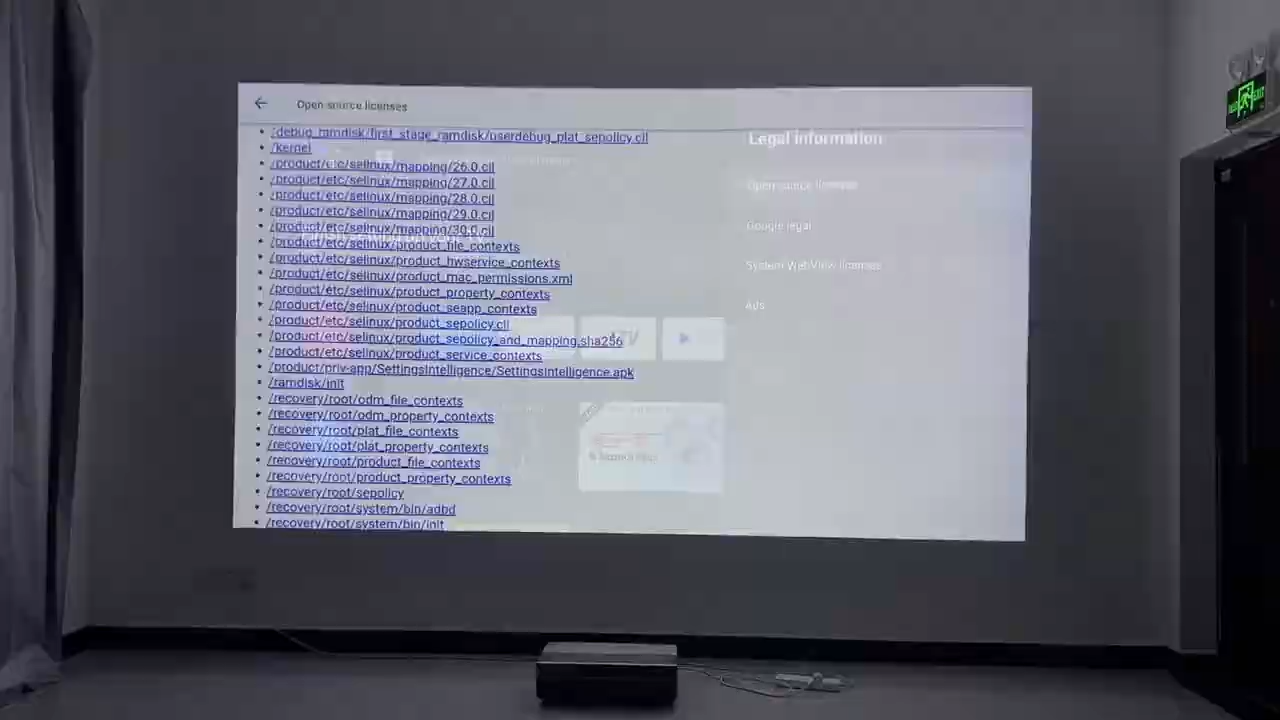 Open source licenses
/debug_ramdisk/first_stage_ramdisk/userdebug_plat_sepolicy.cil
/kernel
/product/etc/selinux/mapping/26.0.cil
/product/etc/selinux/mapping/27.0.cil
/product/etc/selinux/mapping/28.0.cil
/product/etc/selinux/mapping/29.0.cil
/product/etc/selinux/mapping/30.0.cil
/product/etc/selinux/product_file_contexts
/product/etc/selinux/product_hwservice_contexts
/product/etc/selinux/product_mac_permissions.xml
/product/etc/selinux/product_property_contexts
/product/etc/selinux/product_seapp_contexts
/product/etc/selinux/product_sepolicy.cil
/product/etc/selinux/product_sepolicy_and_mapping.sha256
/product/etc/selinux/product_service_contexts
/product/priv-app/SettingsIntelligence/SettingsIntelligence.apk
/ramdisk/init
/recovery/root/odm_file_contexts
/recovery/root/odm_property_contexts
/recovery/root/plat_file_contexts
/recovery/root/plat_property_contexts
/recovery/root/product_file_contexts
/recovery/root/product_property_contexts
/recovery/root/sepolicy
/recovery/root/system/bin/adbd
/recovery/root/system/bin/init
Legal information
Open source licenses
Google legal
System WebView licenses
Ads
EXIT